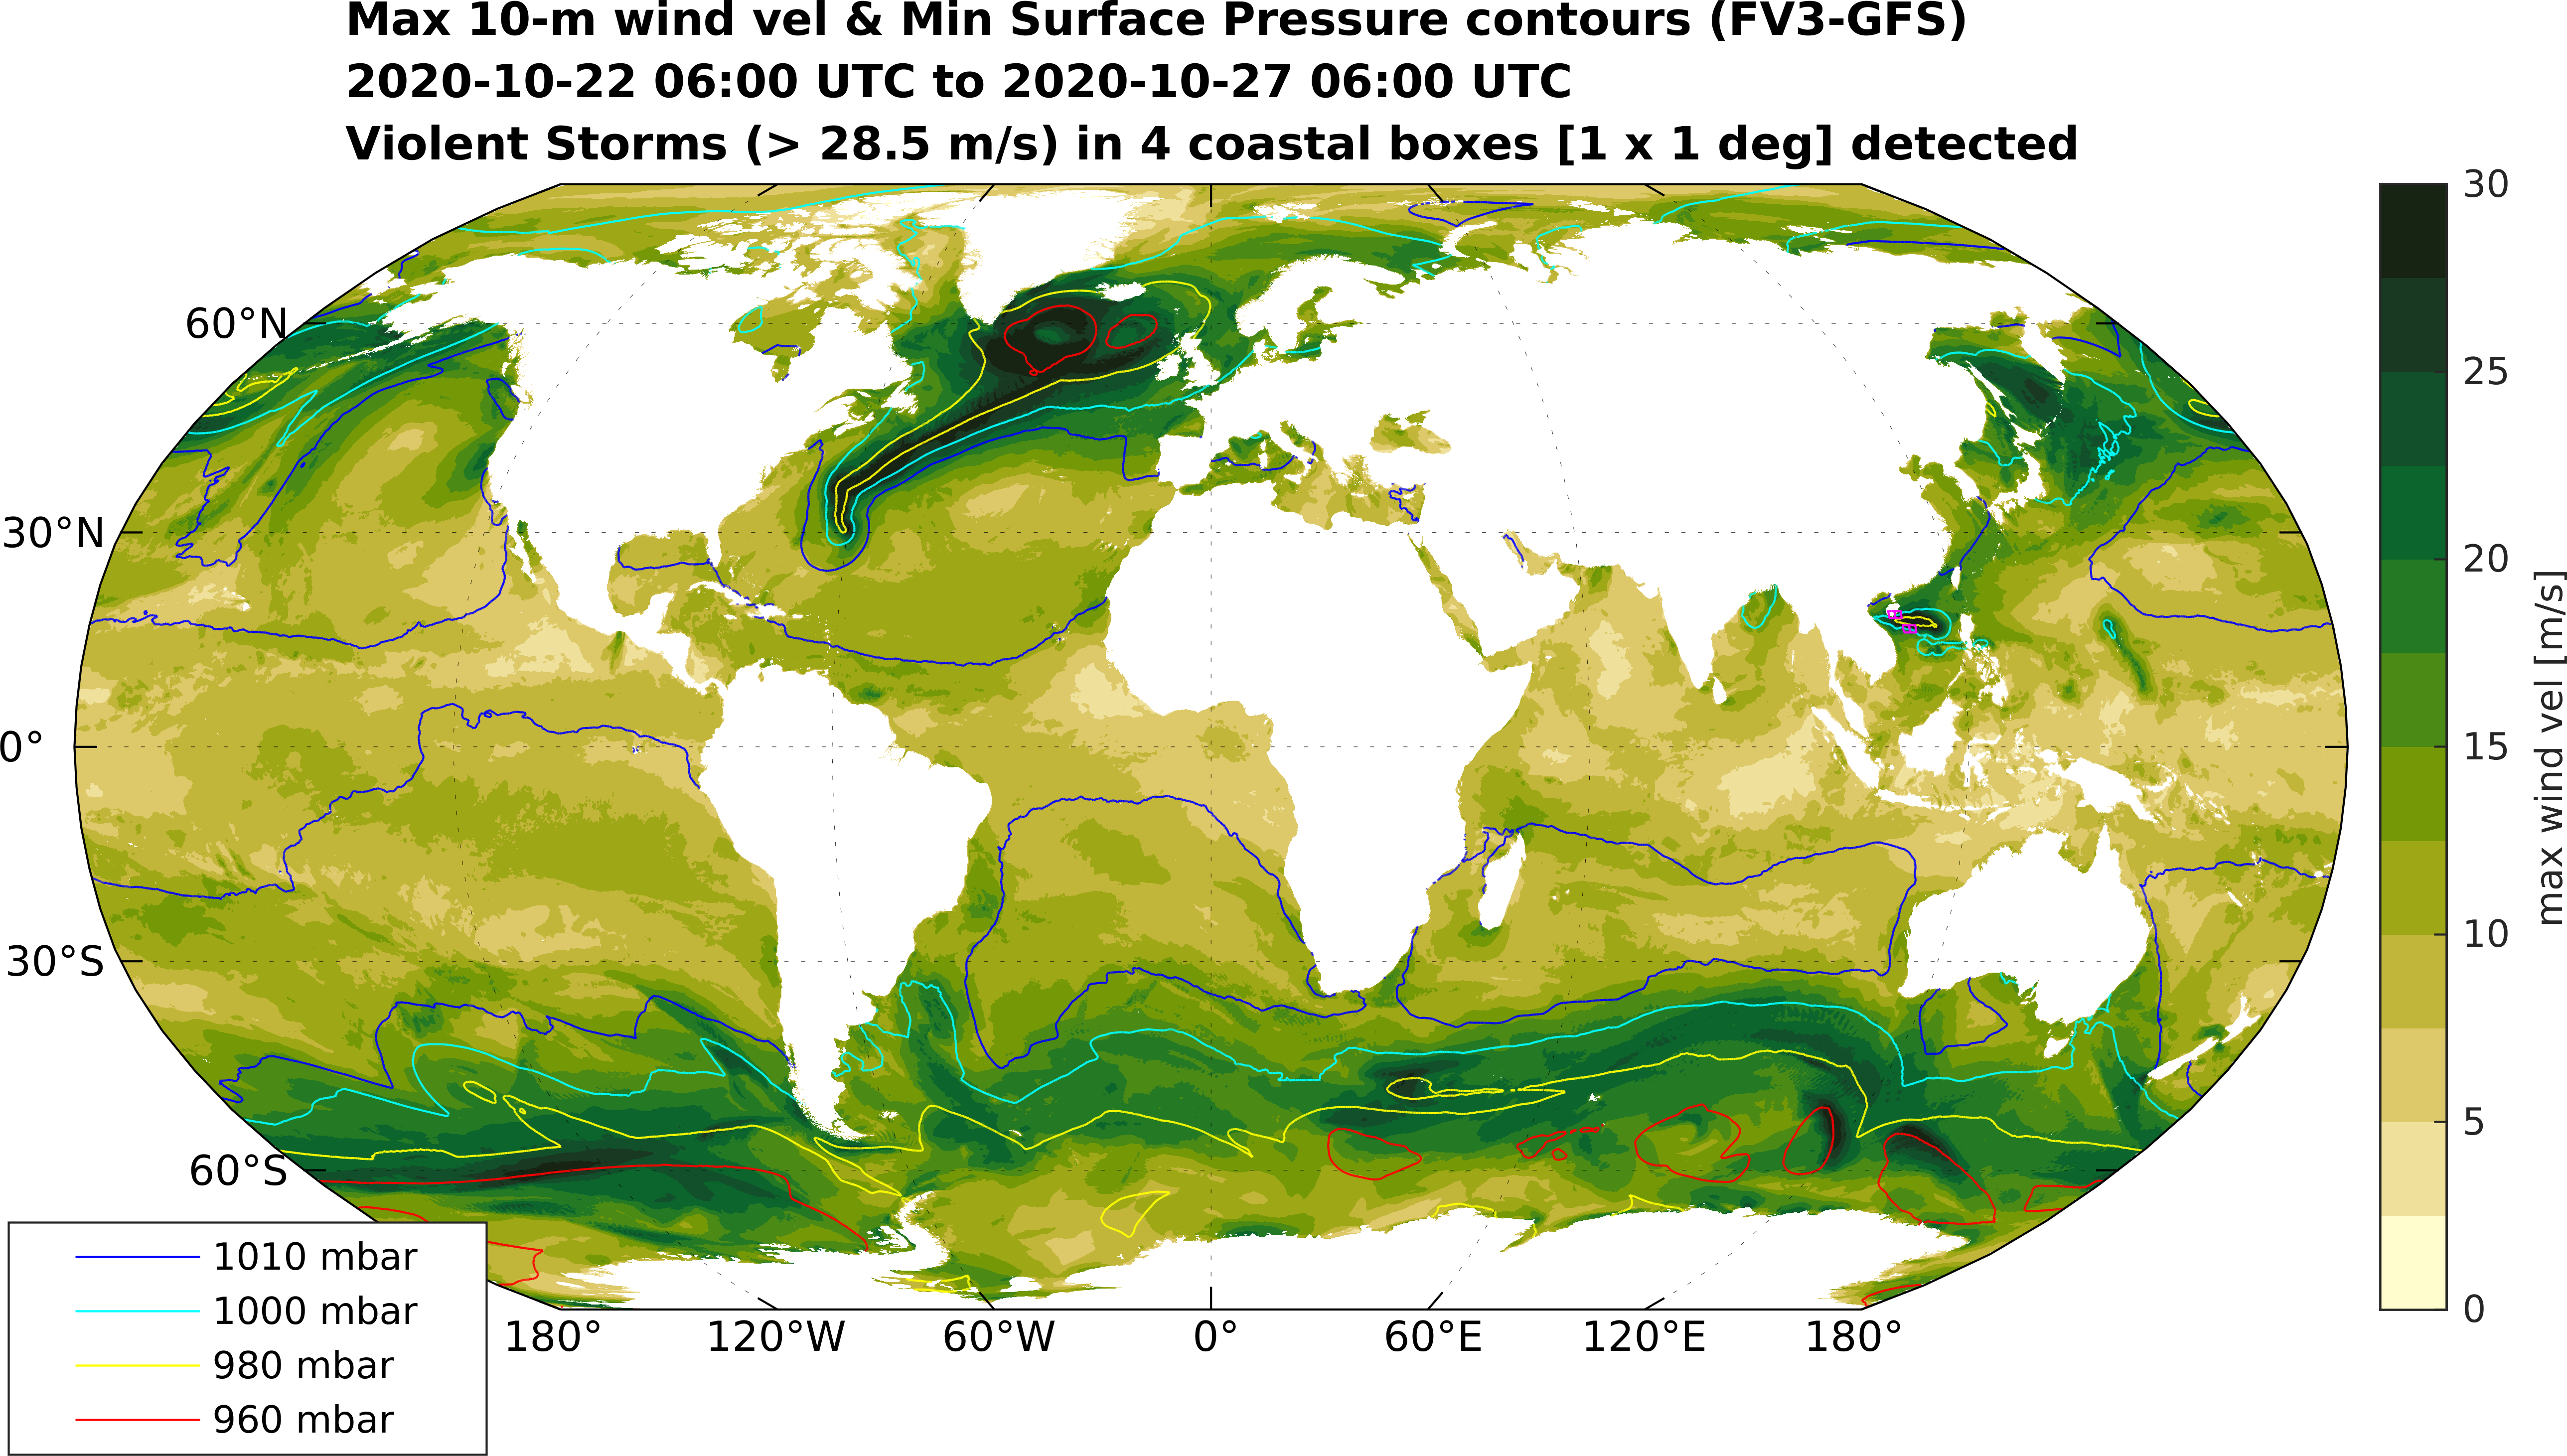 Max 10-m wind vel & Min Surface Pressure contours (FV3-GFS)
2020-10-22 06:00 UTC to 2020-10-27 06:00 UTC
Violent Storms (> 28.5 m/s) in 4 coastal boxes [1 x 1 deg] detected
60°N
30°N
0°
30°S
60°S
180°
120°W
60°W
0°
60°E
120°E
180°
1010 mbar
1000 mbar
980 mbar
960 mbar
30
25
20
15
10
5
0
max wind vel [m/s]